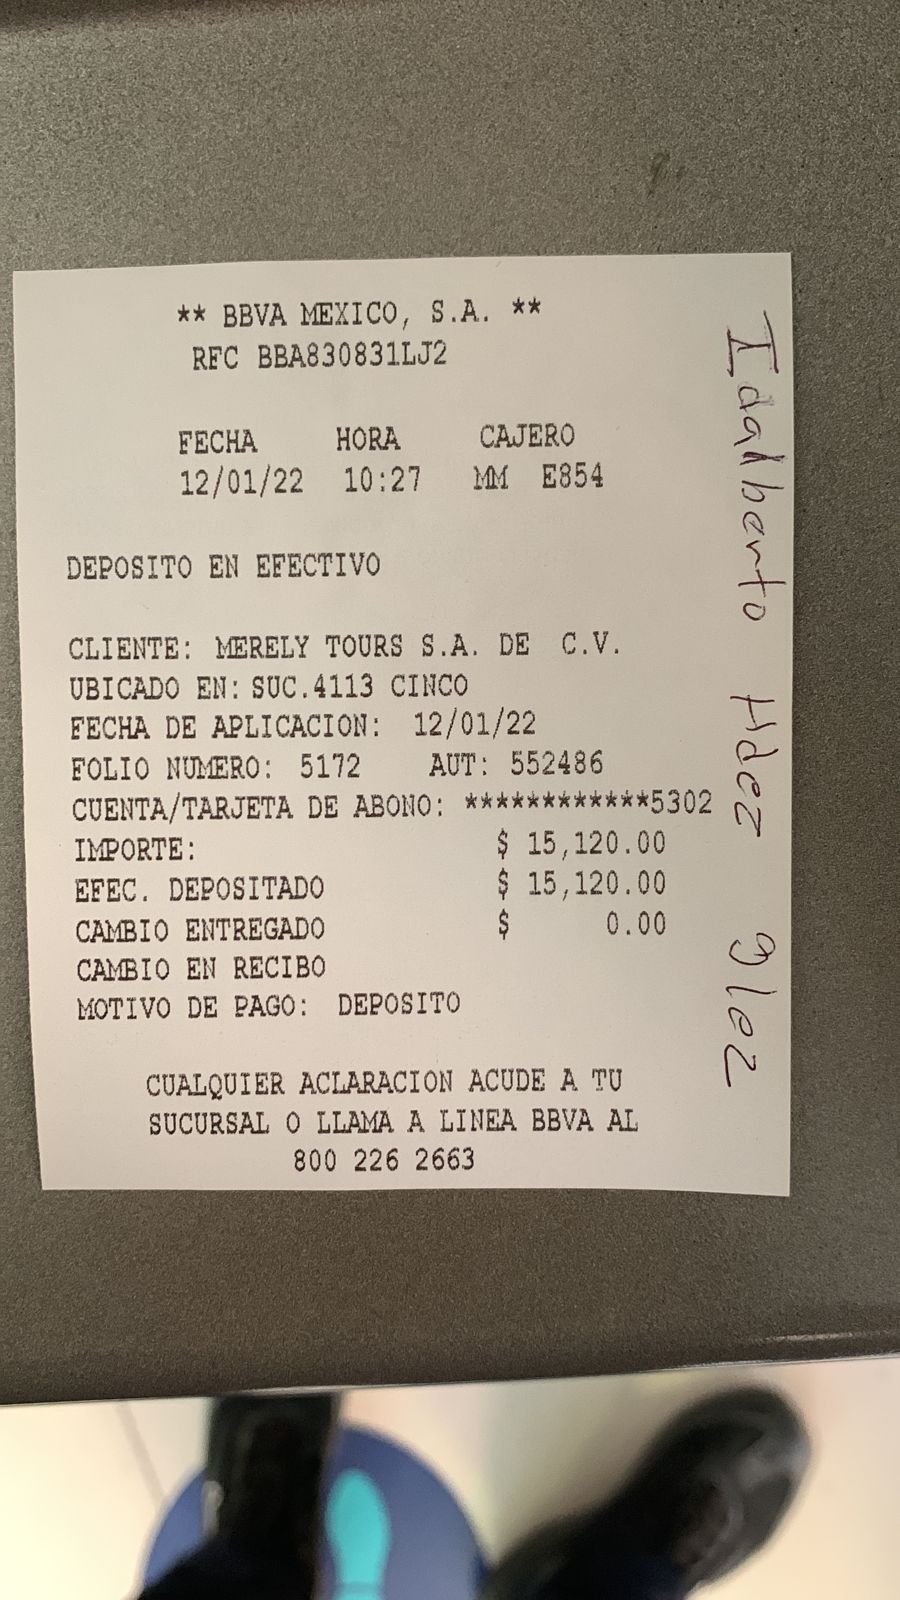 ** BBVA MEXICO, S.A. **
RFC BBA830831LJ2
FECHA HORA CAJERO
12/01/22 10:27 MM E854
DEPOSITO EN EFECTIVO
CLIENTE: MERELY TOURS S.A. DE C.V.
UBICADO EN: SUC.4113 CINCO
FECHA DE APLICACION: 12/01/22
FOLIO NUMERO: 5172 AUT: 552486
CUENTA/TARJETA DE ABONO: ************5302
IMPORTE: $ 15,120.00
EFEC. DEPOSITADO $ 15,120.00
CAMBIO ENTREGADO $ 0.00
CAMBIO EN RECIBO
MOTIVO DE PAGO: DEPOSITO
CUALQUIER ACLARACION ACUDE A TU
SUCURSAL O LLAMA A LINEA BBVA AL
800 226 2663
Idalberto Hdez glez